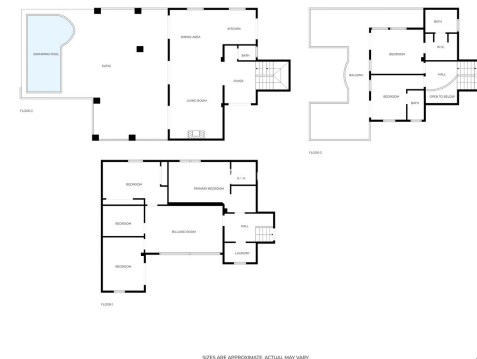 SWIMMING POOL
PATIO
DINING AREA
KITCHEN
BATH
FOYER
LIVING ROOM
FLOOR 2
BATH
W.I.C.
BEDROOM
HALL
BALCONY
OPEN TO BELOW
BEDROOM
BATH
FLOOR 3
BEDROOM
PRIMARY BEDROOM
BEDROOM
BILLIARD ROOM
HALL
LAUNDRY
BEDROOM
FLOOR 1
SIZES ARE APPROXIMATE, ACTUAL MAY VARY.